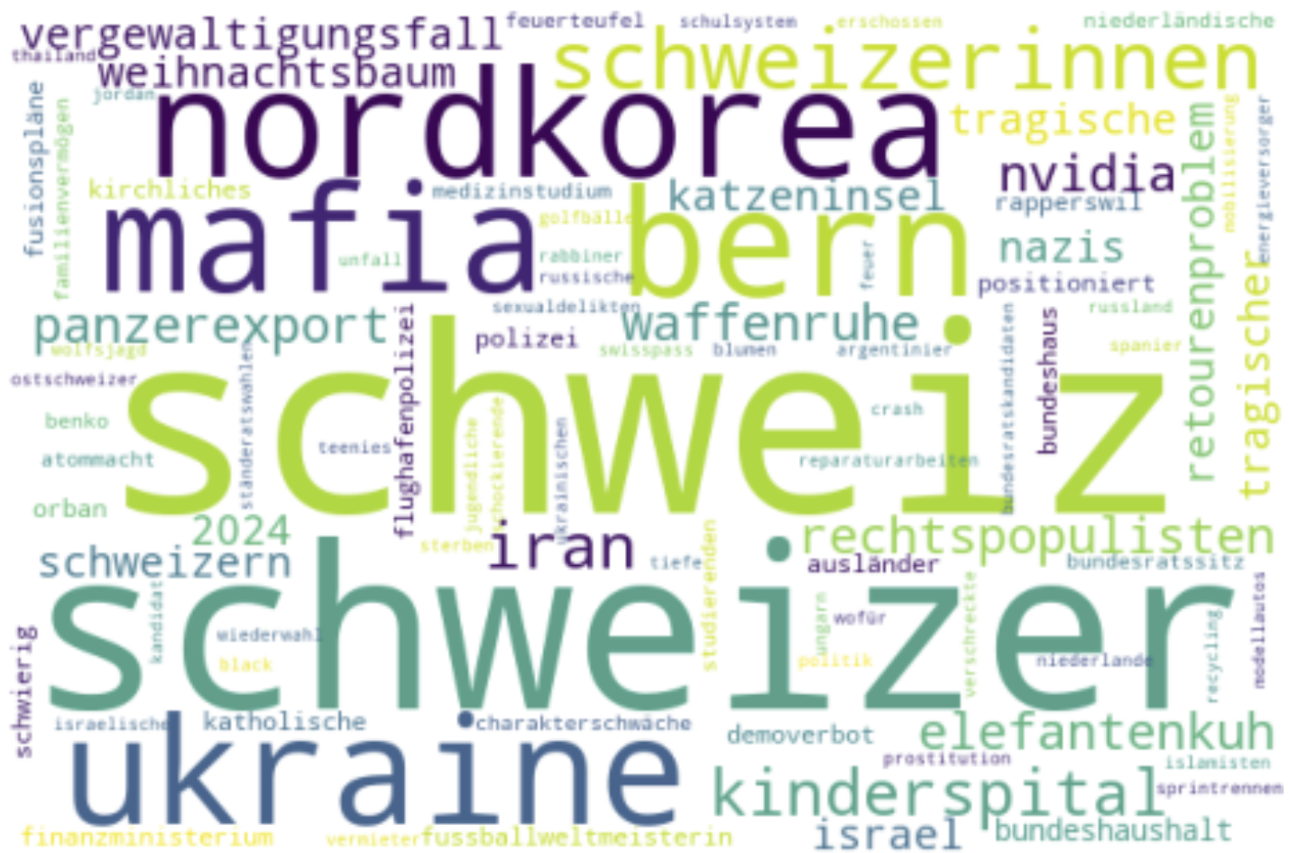 vergewaltigungsfall
feuerteufel
schulsystem
erschossen
niederländische
thailand
weihnachtsbaum
schweizerinnen
jordan
nordkorea
tragische
fusionspläne
familienvermögen
retourenproblem
mobilisierung
energieversorger
kirchliches
medizinstudium
katzeninsel
nvidia
rapperswil
mafia
golfbälle
bern
nazis
unfall
rabbiner
russische
feuer
positioniert
tragischer
panzerexport
flughafenpolizei
sexualdelikten
waffenruhe
russland
wolfsjagd
polizei
swisspass
blumen
argentinier
bundesratskandidaten
bundeshaus
spanier
ostschweizer
schweiz
ständeratswahlen
benko
teenies
jugendliche
schockierende
ukrainischen
crash
atommacht
reparaturarbeiten
orban
2024
sterben
iran
rechtspopulisten
schweizern
tiefe
studierenden
ausländer
bundesratssitz
kandidat
schweizer
wiederwahl
black
ungarn
wofür
politik
verschreckte
niederlande
recycling
modellautos
schwierig
israelische
katholische
charakterschwäche
demoverbot
elefantenkuh
ukraine
prostitution
islamisten
kinderspital
sprintrennen
finanzministerium
vermieter
fussballweltmeisterin
israel
bundeshaushalt